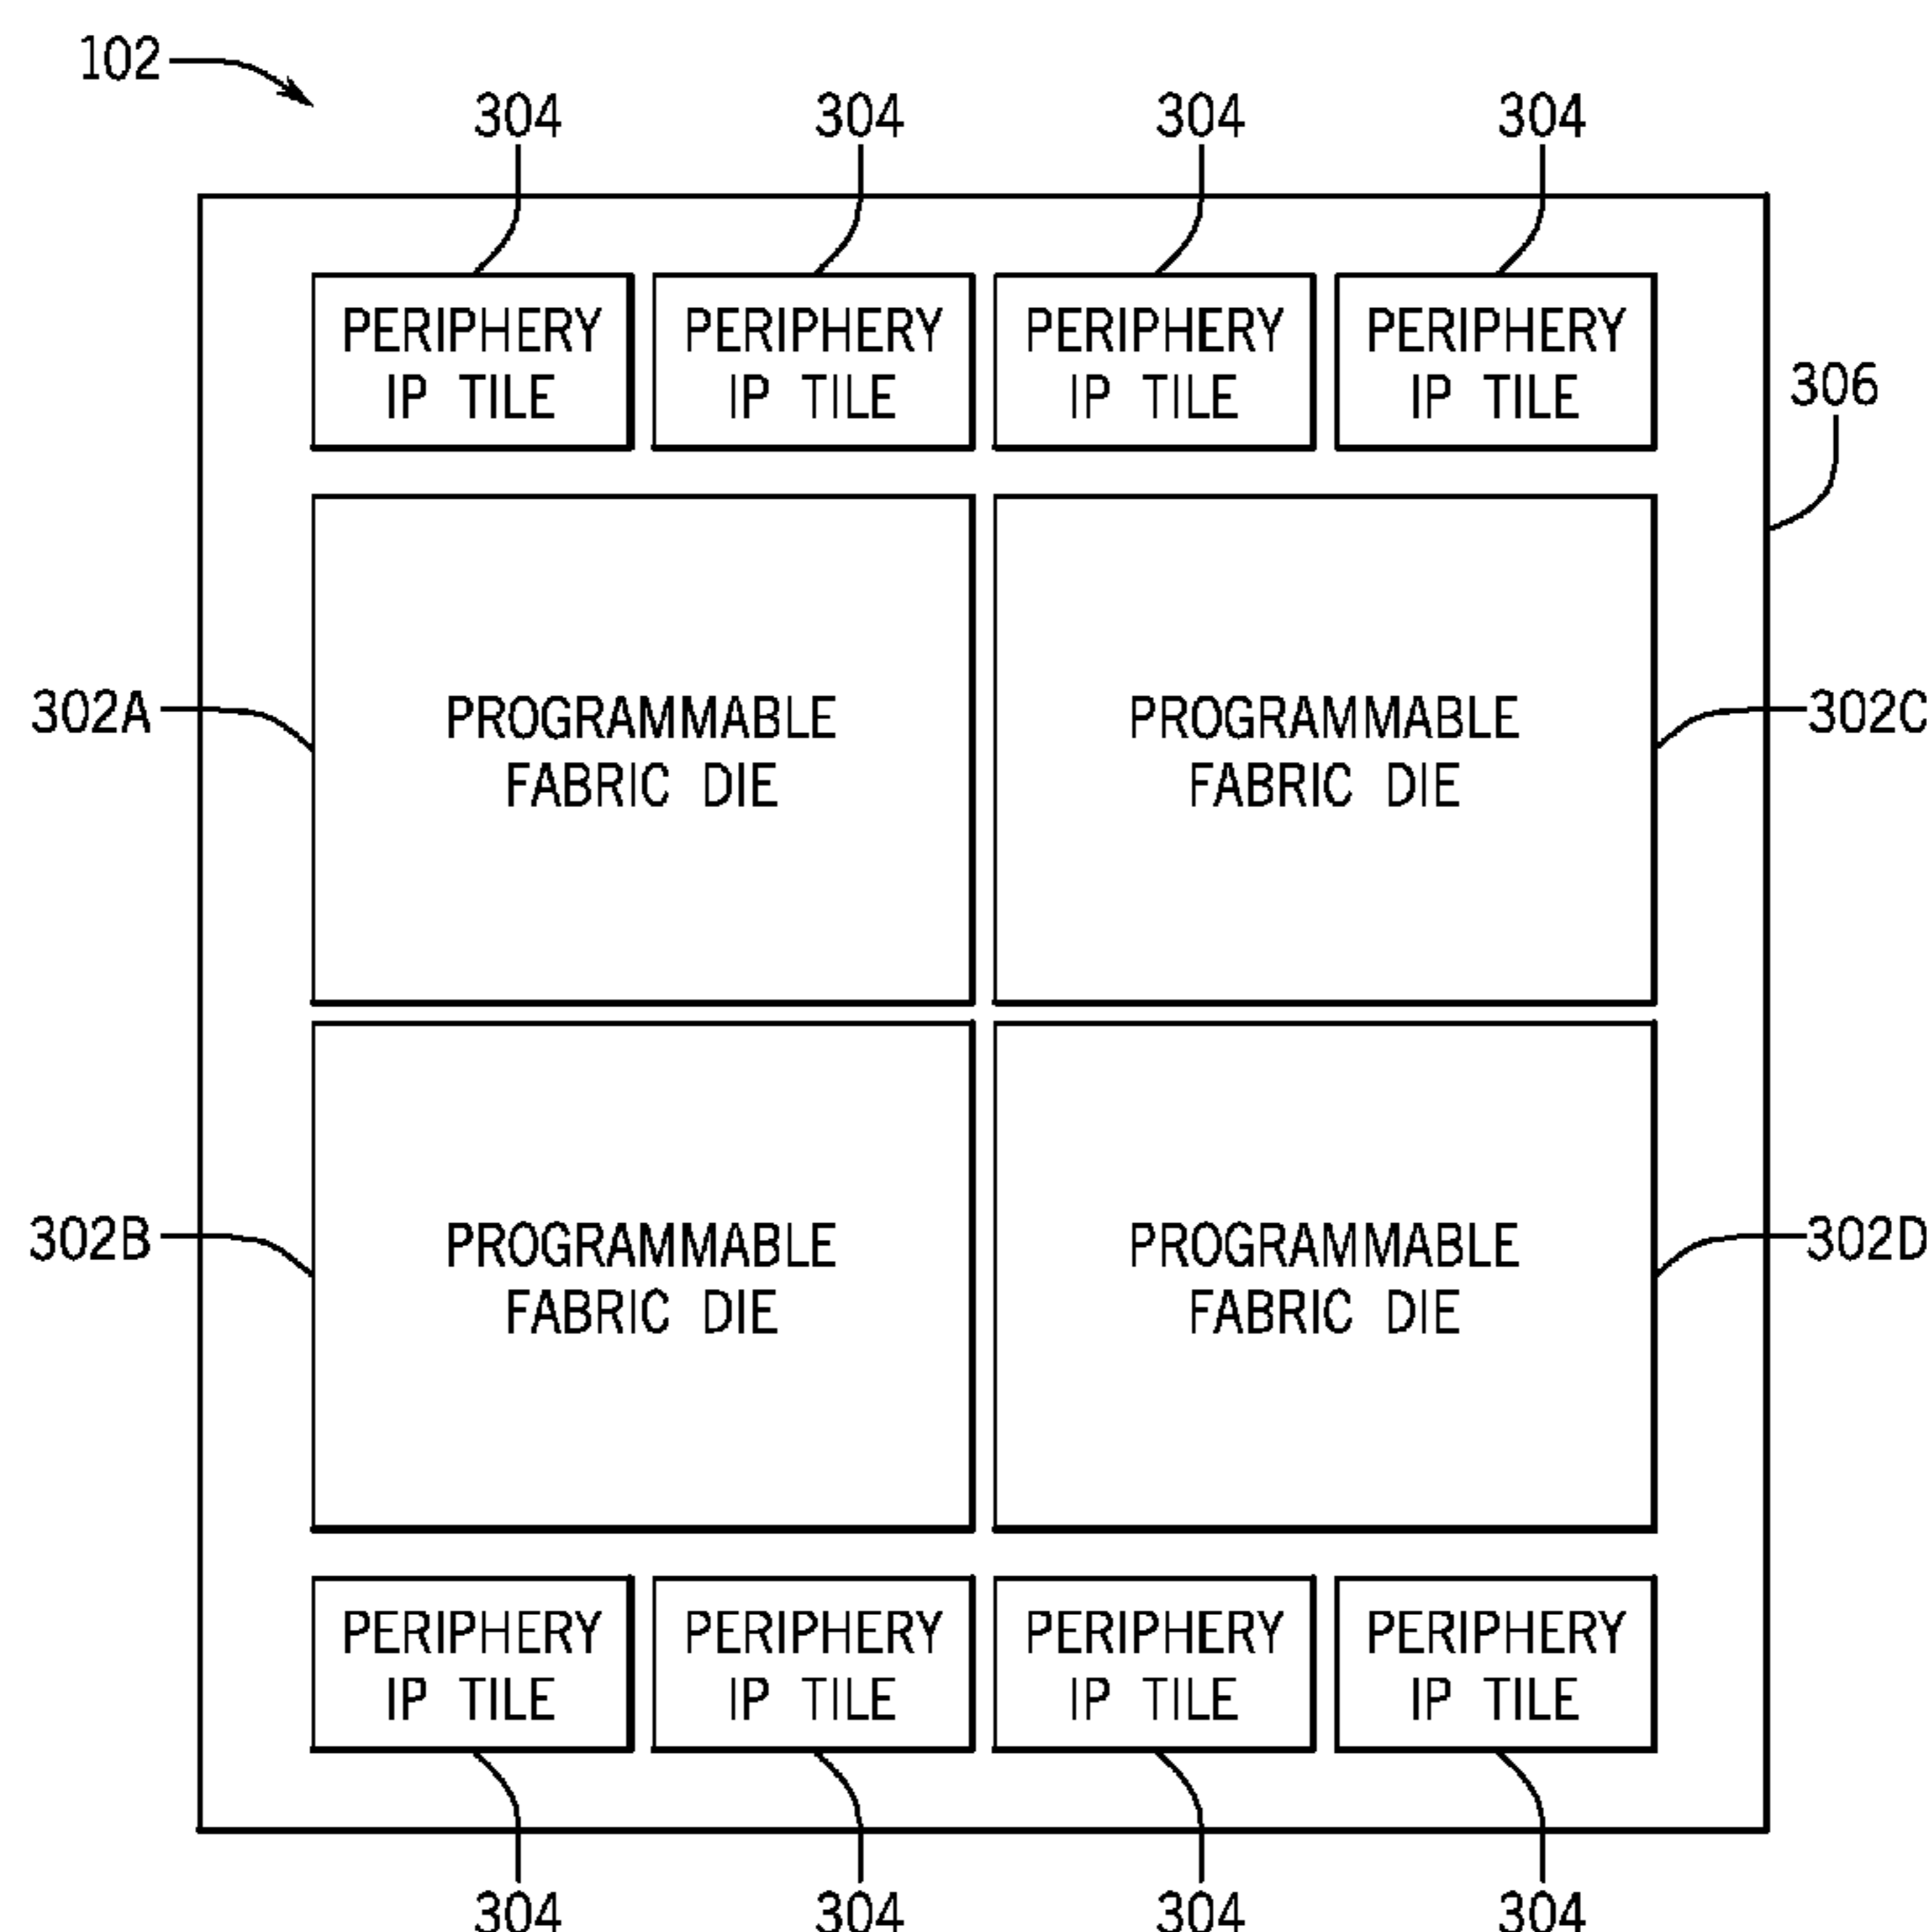 102
304 304 304 304
PERIPHERY PERIPHERY PERIPHERY PERIPHERY
IP TILE IP TILE IP TILE IP TILE
306
302A PROGRAMMABLE PROGRAMMABLE 302C
FABRIC DIE FABRIC DIE
302B PROGRAMMABLE PROGRAMMABLE 302D
FABRIC DIE FABRIC DIE
PERIPHERY PERIPHERY PERIPHERY PERIPHERY
IP TILE IP TILE IP TILE IP TILE
304 304 304 304